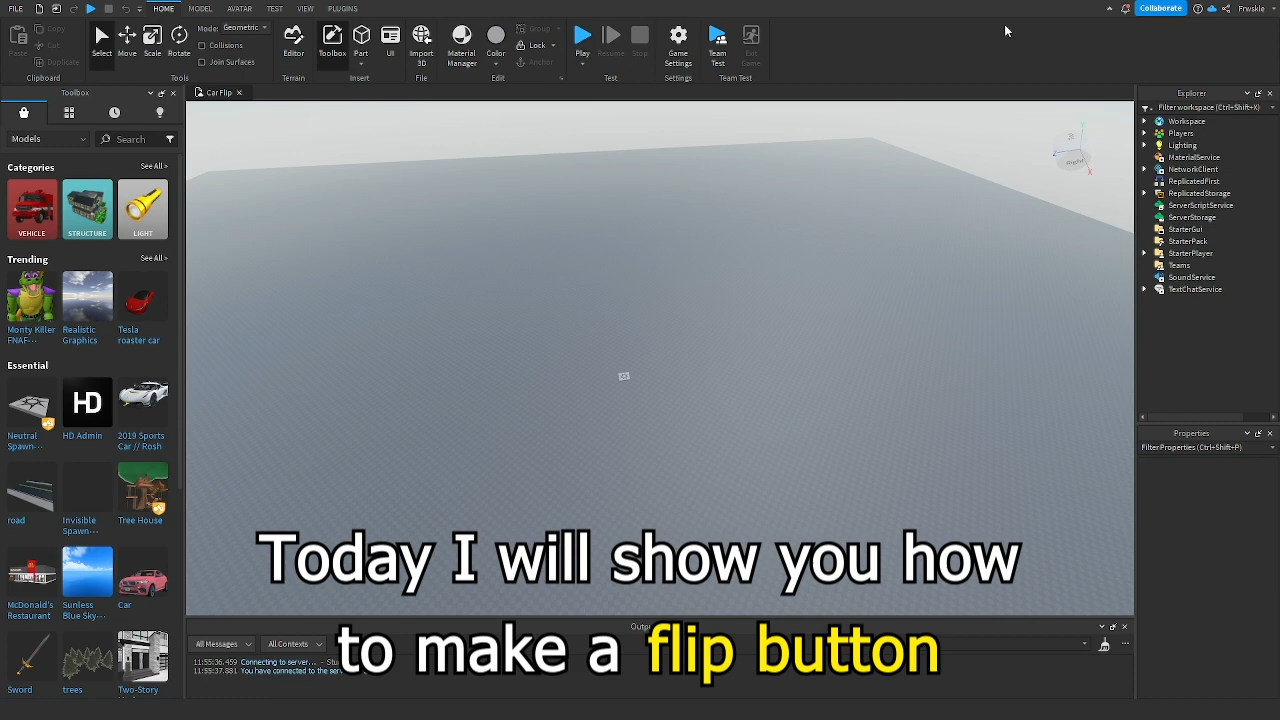 FILE HOME MODEL AVATAR TEST VIEW PLUGINS Collaborate Frwskle
Paste Copy Cut Duplicate Select Move Scale Rotate Mode: Geometric Collisions Join Surfaces Editor Toolbox Part UI Import 3D Material Manager Color Group Lock Anchor Play Resume Stop Game Settings Team Test Exit Game
Clipboard Tools Terrain Insert File Edit Test Settings Team Test
Toolbox
Models Search
Categories See All >
VEHICLE STRUCTURE LIGHT
Trending See All >
Monty Killer FNAF- Realistic Graphics Tesla roaster car
Essential See All >
Neutral Spawn··· HD Admin 2019 Sports Car // Rosh
road Invisible Spawn··· Tree House
McDonald's Restaurant Sunless Blue Sky··· Car
Sword trees Two-Story
Car Flip
Z Right X
Today I will show you how
to make a flip button
All Messages All Contexts
11:55:36.459 Connecting to server...
11:55:37.881 You have connected to the
Explorer
Filter workspace (Ctrl+Shift+X)
Workspace
Players
Lighting
MaterialService
NetworkClient
ReplicatedFirst
ReplicatedStorage
ServerScriptService
ServerStorage
StarterGui
StarterPack
StarterPlayer
Teams
SoundService
TextChatService
Properties
Filter Properties (Ctrl+Shift+P)